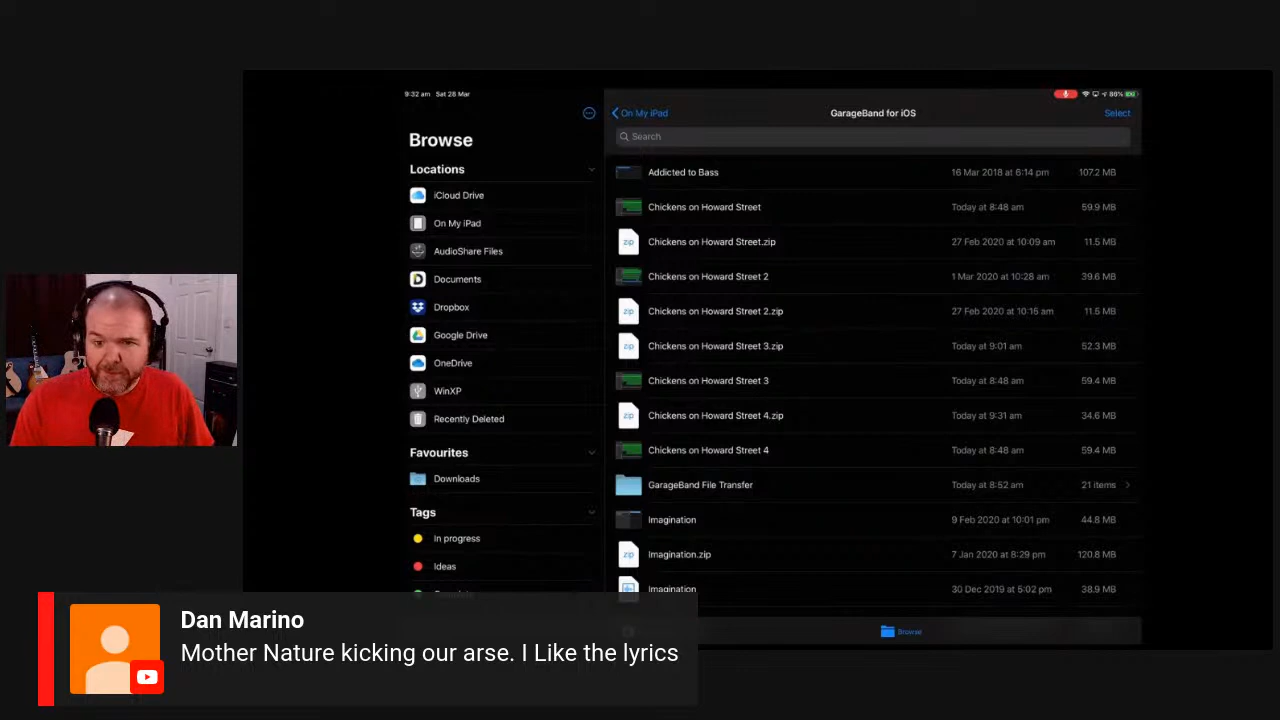 9:32 am Sat 28 Mar
88%
Browse
Locations
iCloud Drive
On My iPad
AudioShare Files
Documents
Dropbox
Google Drive
OneDrive
WinXP
Recently Deleted
Favourites
Downloads
Tags
In progress
Ideas
On My iPad GarageBand for iOS Select
Search
Addicted to Bass 16 Mar 2018 at 6:14 pm 107.2 MB
Chickens on Howard Street Today at 8:48 am 59.9 MB
zip Chickens on Howard Street.zip 27 Feb 2020 at 10:09 am 11.5 MB
Chickens on Howard Street 2 1 Mar 2020 at 10:28 am 39.6 MB
zip Chickens on Howard Street 2.zip 27 Feb 2020 at 10:15 am 11.5 MB
zip Chickens on Howard Street 3.zip Today at 9:01 am 52.3 MB
Chickens on Howard Street 3 Today at 8:48 am 59.4 MB
zip Chickens on Howard Street 4.zip Today at 9:31 am 34.6 MB
Chickens on Howard Street 4 Today at 8:48 am 59.4 MB
GarageBand File Transfer Today at 8:52 am 21 items
Imagination 9 Feb 2020 at 10:01 pm 44.8 MB
zip Imagination.zip 7 Jan 2020 at 8:29 pm 120.8 MB
Imagination 30 Dec 2019 at 5:02 pm 38.9 MB
Browse
Dan Marino
Mother Nature kicking our arse. I Like the lyrics